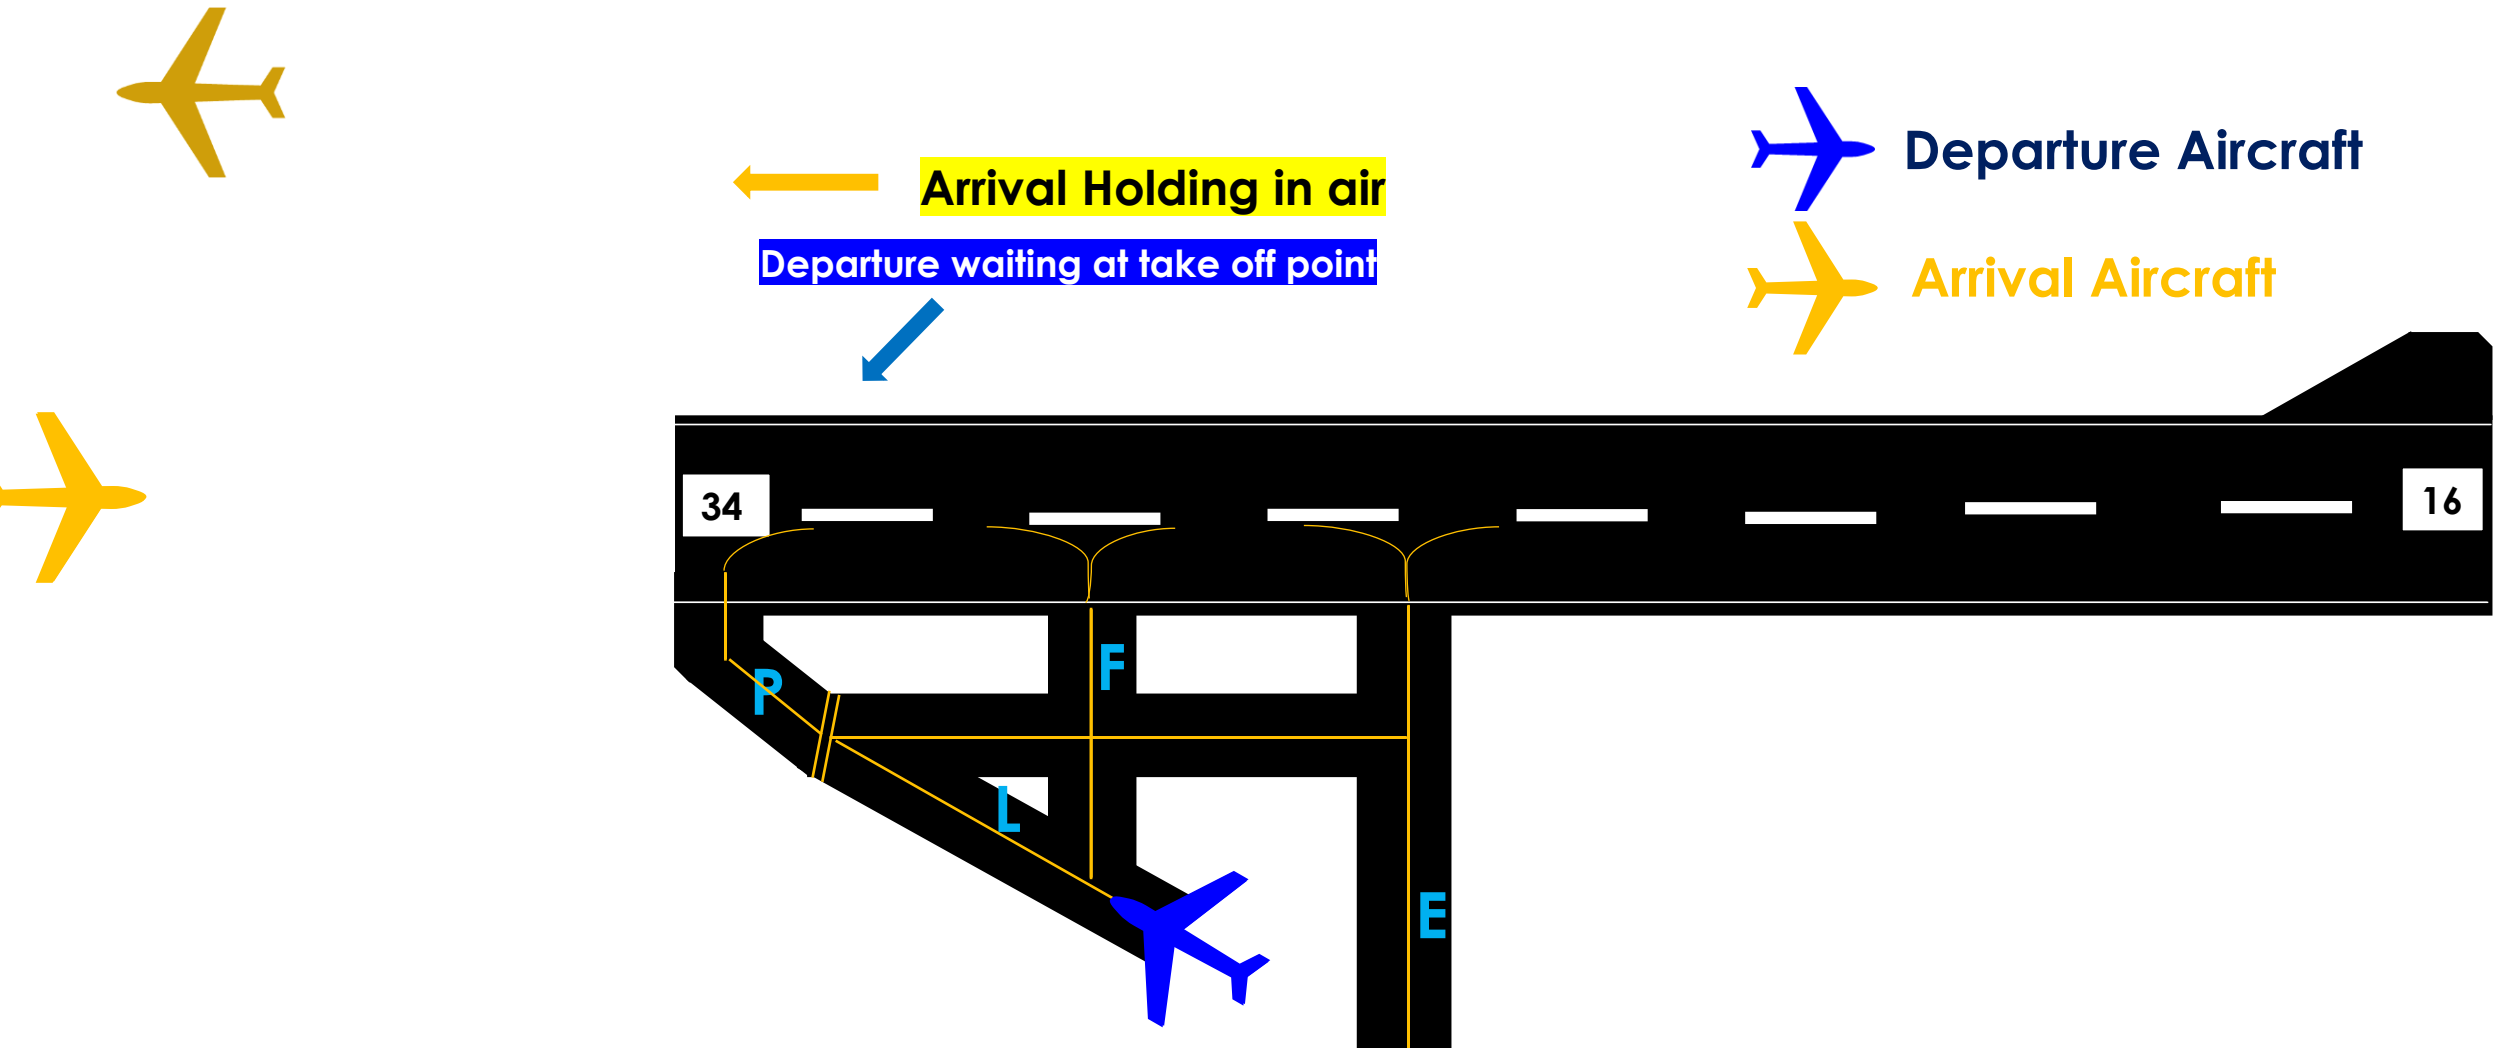 Arrival Holding in air
Departure waiting at take off point
Departure Aircraft
Arrival Aircraft
34
16
F
P
L
E